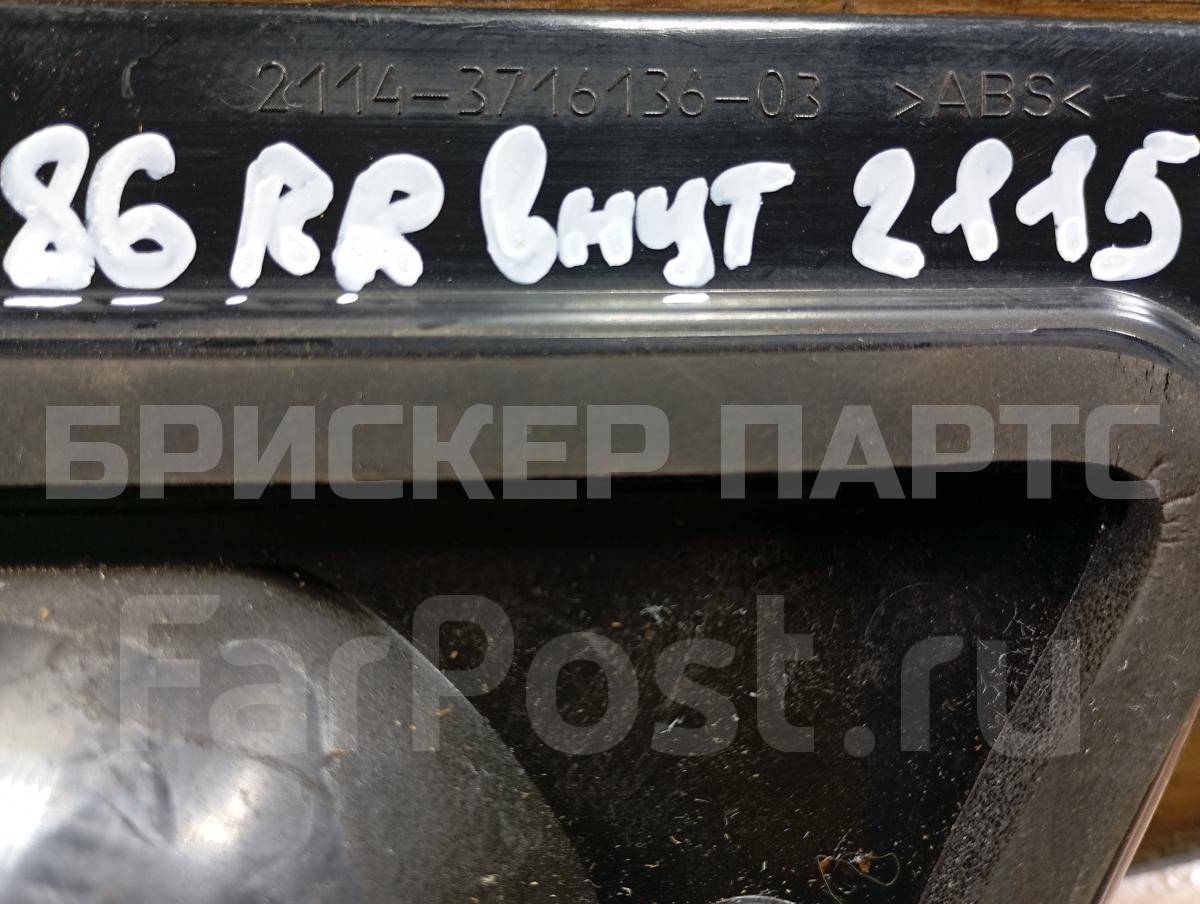 2114-3716136-03 >ABS<
86 RR внут 2115
БРИСКЕР ПАРТС
FarPost.ru